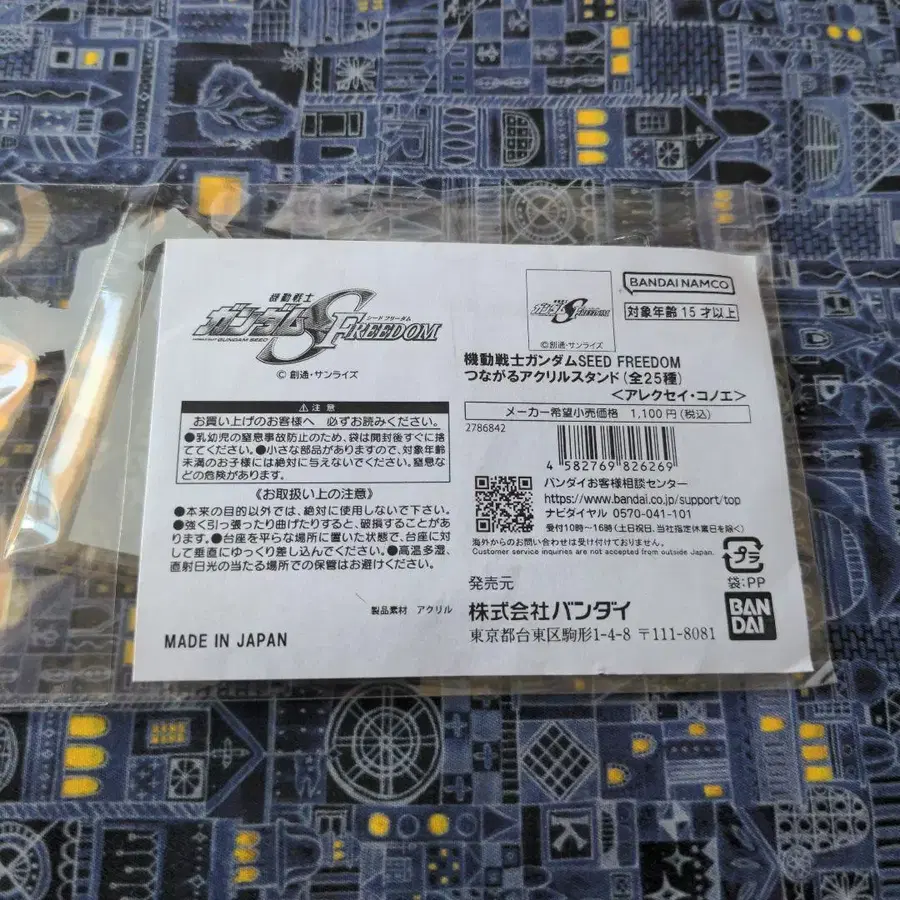 機動戦士
ガンダムSEED FREEDOM
シード フリーダム
GUNDAM SEED
© 創通・サンライズ
⚠ 注意
お買い上げのお客様へ 必ずお読みください。
●乳幼児の窒息事故防止のため、袋は開封後すぐに捨
ててください。●小さな部品がありますので、対象年齢
未満のお子様には絶対に与えないでください。窒息な
どの危険があります。
《お取扱い上の注意》
●本来の目的以外では、絶対に使用しないで下さい。
●強く引っ張ったり曲げたりすると、破損することがあ
ります。●台座を平らな場所に置いた状態で、台座に対
して垂直にゆっくり差し込んでください。●高温多湿、
直射日光の当たる場所での保管はお避けください。
製品素材 アクリル
MADE IN JAPAN
©創通・サンライズ
BANDAI NAMCO
対象年齢15才以上
機動戦士ガンダムSEED FREEDOM
つながるアクリルスタンド(全25種)
<アレクセイ・コノエ>
メーカー希望小売価格 1,100円(税込)
2786842
4 582769 826269
バンダイお客様相談センター
https://www.bandai.co.jp/support/top
ナビダイヤル 0570-041-101
受付10時～16時(土日祝日、当社指定休業日を除く)
海外からのお問い合わせは受け付けておりません。
Customer service inquiries are not accepted from outside Japan.
プラ
袋:PP
発売元
株式会社バンダイ
東京都台東区駒形1-4-8 〒111-8081
BAN
DAI